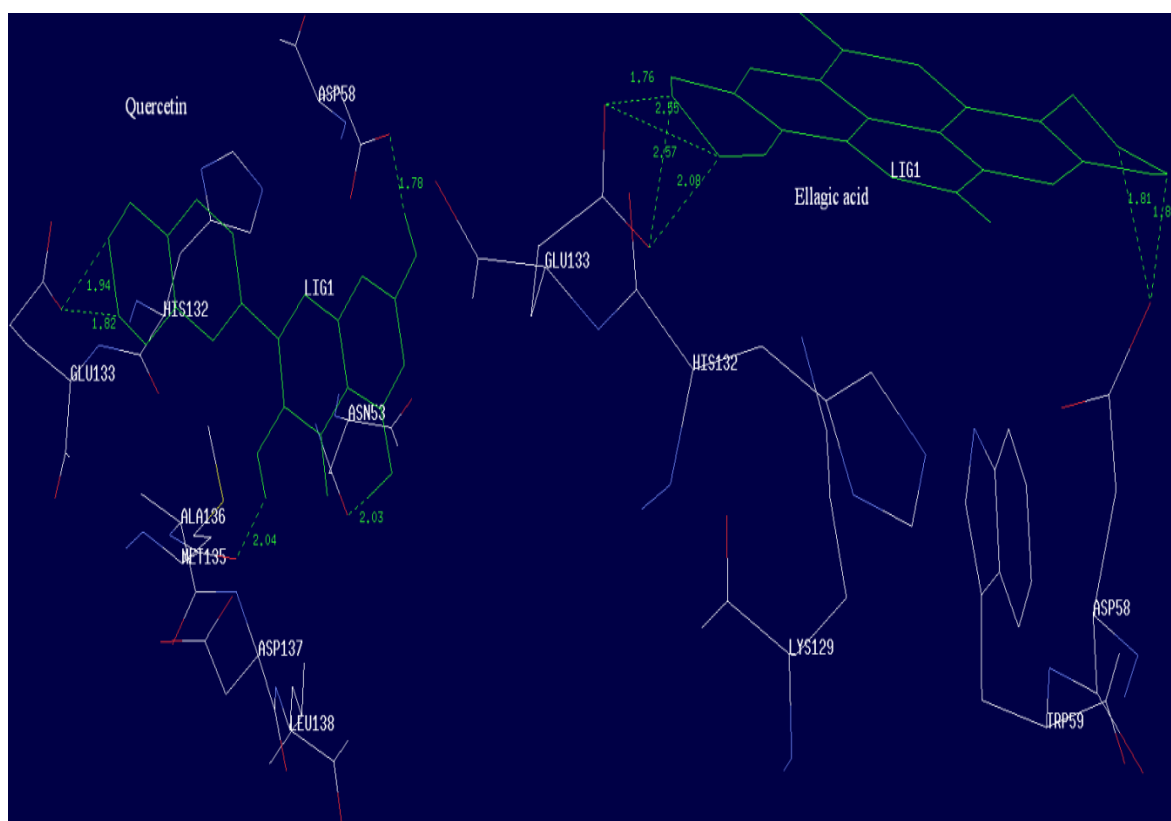 Quercetin
ASP58
1.78
LIG1
1.94
HIS132
1.82
GLU133
ASN53
2.03
ALA136
2.04
MET135
ASP137
LEU138
1.76
2.55
2.57
2.08
LIG1
Ellagic acid
1.81
GLU133
HIS132
LYS129
ASP58
TRP59